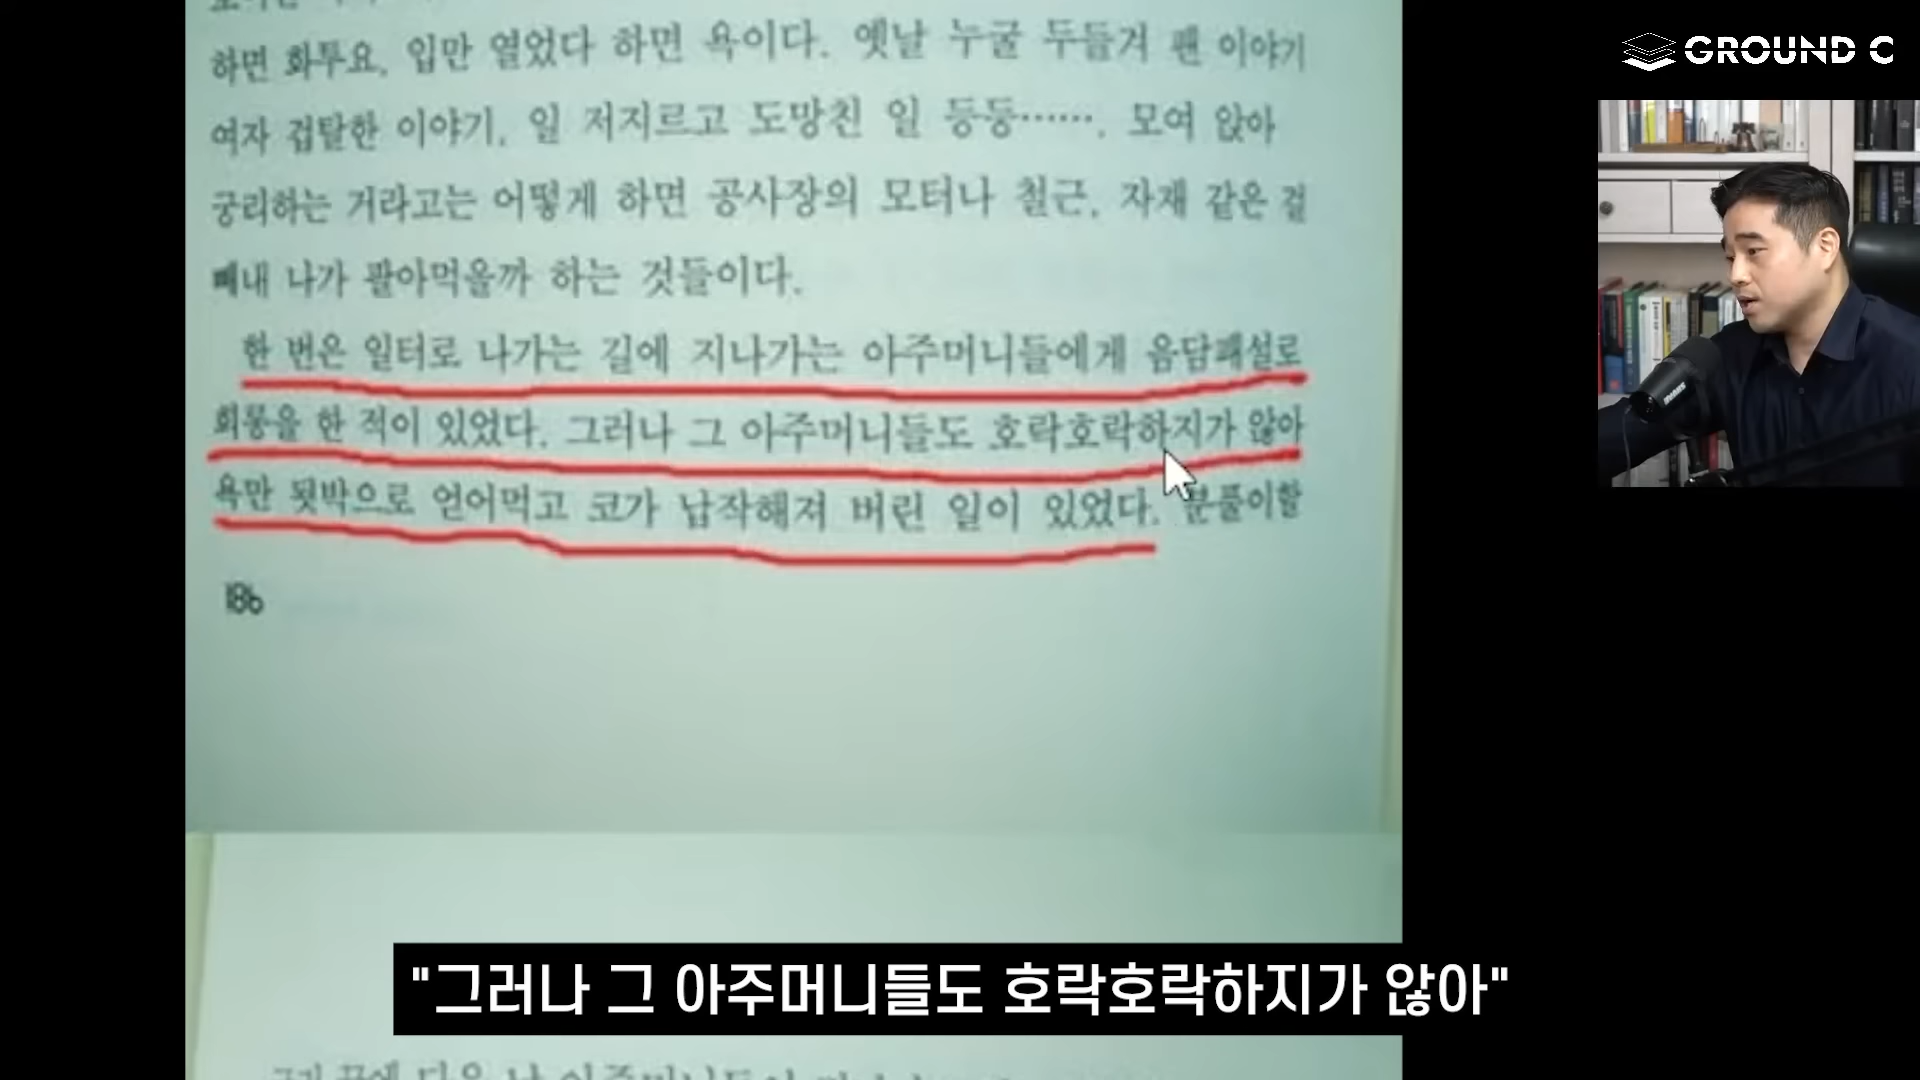 하면 화투요, 입만 열었다 하면 욕이다. 옛날 누굴 두들겨 팬 이야기
여자 겁탈한 이야기, 일 저지르고 도망친 일 등등……. 모여 앉아
궁리하는 거라고는 어떻게 하면 공사장의 모터나 철근, 자재 같은 걸
빼내 나가 팔아먹을까 하는 것들이다.
한 번은 일터로 나가는 길에 지나가는 아주머니들에게 음담패설로
희롱을 한 적이 있었다. 그러나 그 아주머니들도 호락호락하지가 않아
욕만 됫박으로 얻어먹고 코가 납작해져 버린 일이 있었다. 분풀이할
186
"그러나 그 아주머니들도 호락호락하지가 않아"
GROUND C